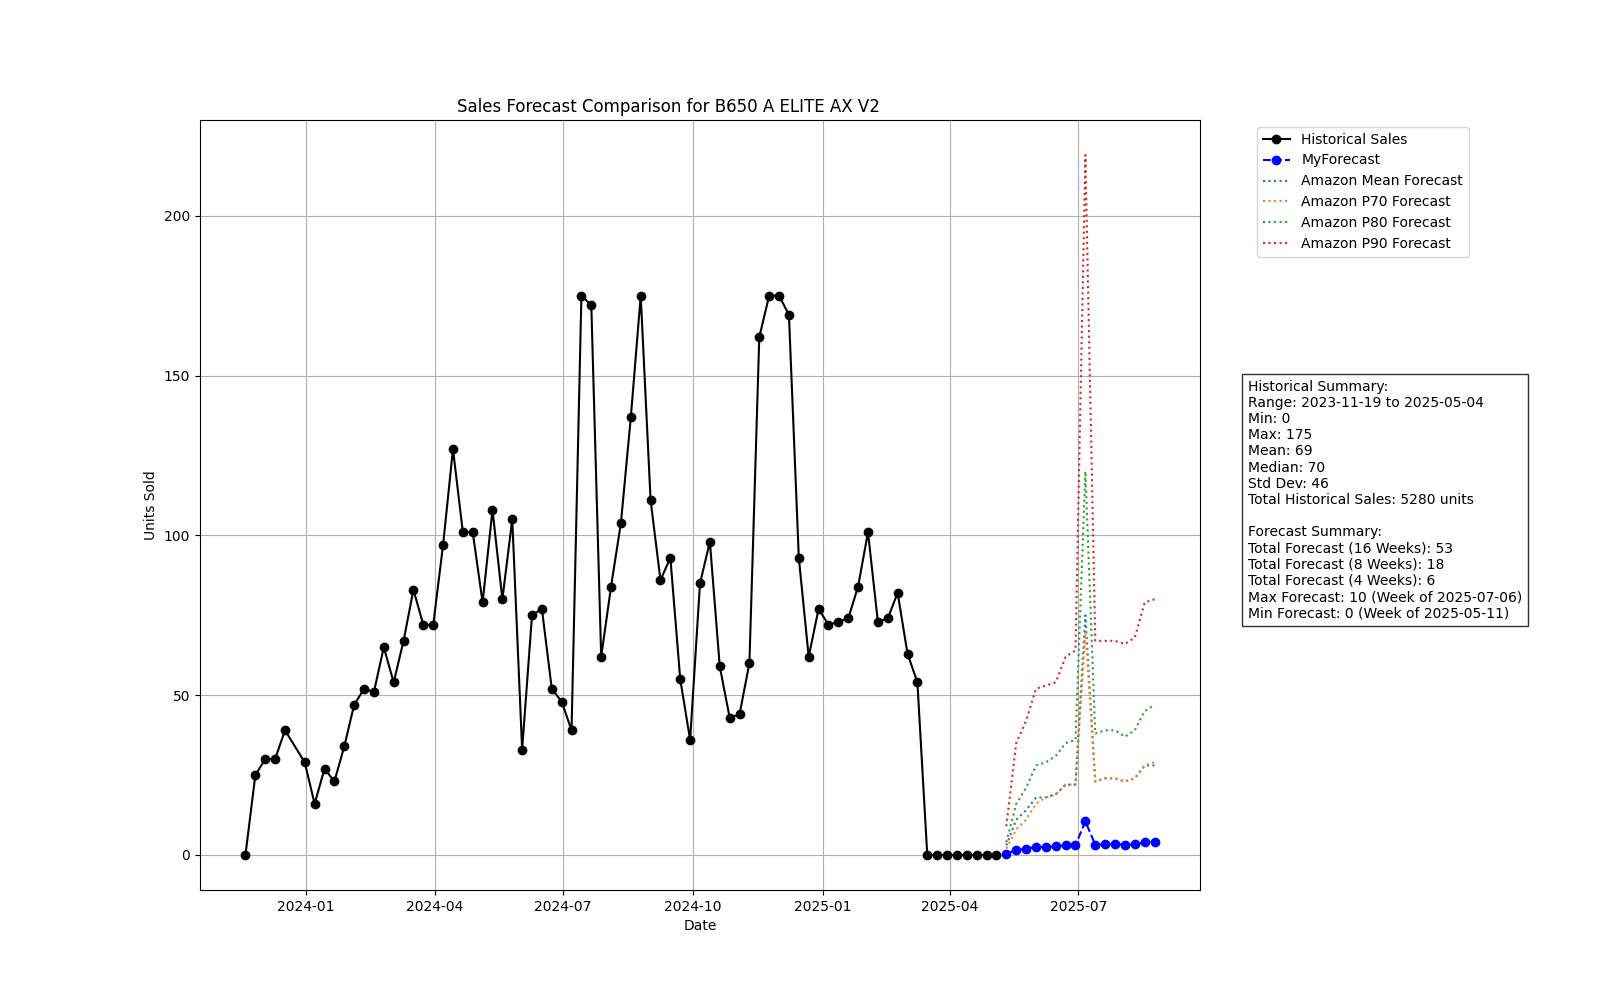 Sales Forecast Comparison for B650 A ELITE AX V2
Units Sold
200
150
100
50
0
2024-01
2024-04
2024-07
2024-10
2025-01
2025-04
2025-07
Date
Historical Sales
MyForecast
Amazon Mean Forecast
Amazon P70 Forecast
Amazon P80 Forecast
Amazon P90 Forecast
Historical Summary:
Range: 2023-11-19 to 2025-05-04
Min: 0
Max: 175
Mean: 69
Median: 70
Std Dev: 46
Total Historical Sales: 5280 units
Forecast Summary:
Total Forecast (16 Weeks): 53
Total Forecast (8 Weeks): 18
Total Forecast (4 Weeks): 6
Max Forecast: 10 (Week of 2025-07-06)
Min Forecast: 0 (Week of 2025-05-11)